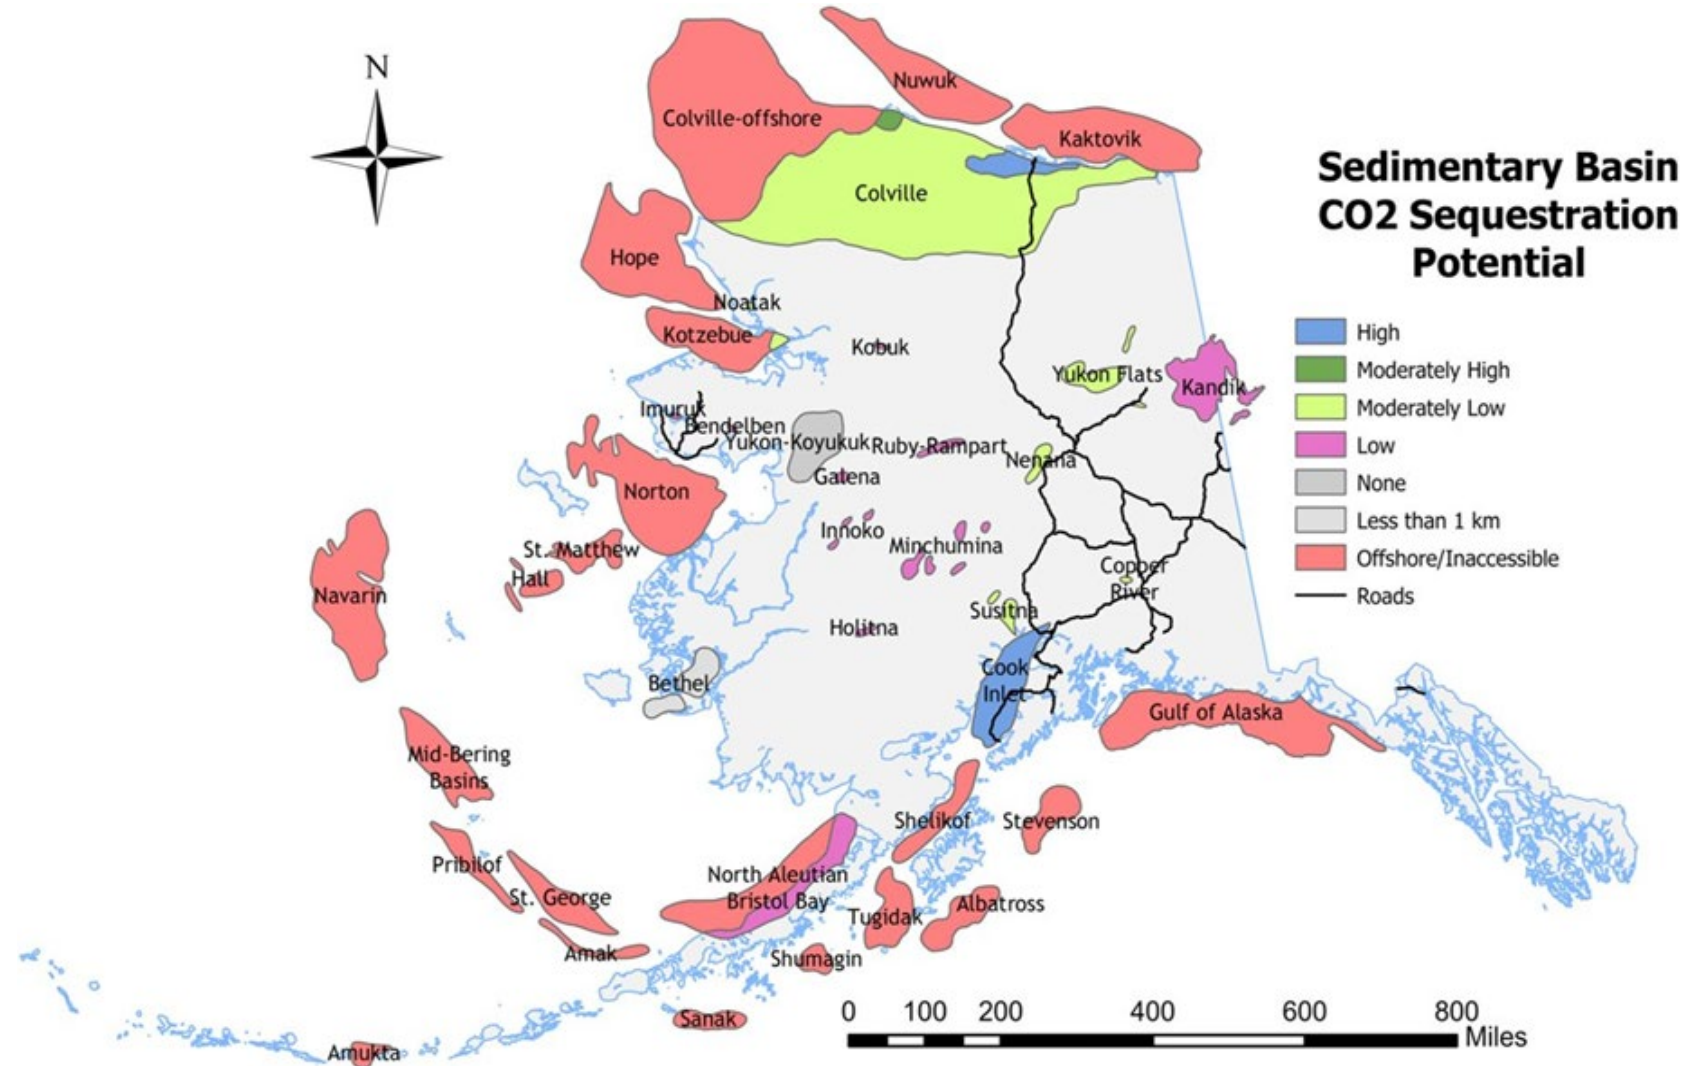 N
Nuwuk
Colville-offshore
Kaktovik
Colville
Hope
Noatak
Kotzebue
Kobuk
Yukon Flats
Kandik
Imuruk
Bendelben
Yukon-Koyukuk
Ruby-Rampart
Nenana
Galena
Norton
Innoko
Minchumina
St. Matthew
Hall
Navarin
Copper
River
Susitna
Holitna
Cook
Inlet
Bethel
Gulf of Alaska
Mid-Bering
Basins
Shelikof
Stevenson
Pribilof
St. George
North Aleutian
Bristol Bay
Tugidak
Albatross
Amak
Shumagin
Sanak
Amukta
Sedimentary Basin
CO2 Sequestration
Potential
High
Moderately High
Moderately Low
Low
None
Less than 1 km
Offshore/Inaccessible
Roads
0 100 200 400 600 800
Miles